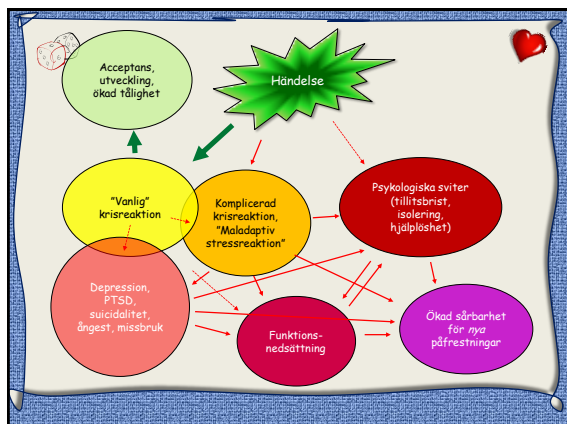 Acceptans,
utveckling,
ökad tålighet
Händelse
"Vanlig"
krisreaktion
Komplicerad
krisreaktion,
"Maladaptiv
stressreaktion"
Psykologiska sviter
(tillitsbrist,
isolering,
hjälplöshet)
Depression,
PTSD,
suicidalitet,
ångest, missbruk
Funktions-
nedsättning
Ökad sårbarhet
för nya
påfrestningar